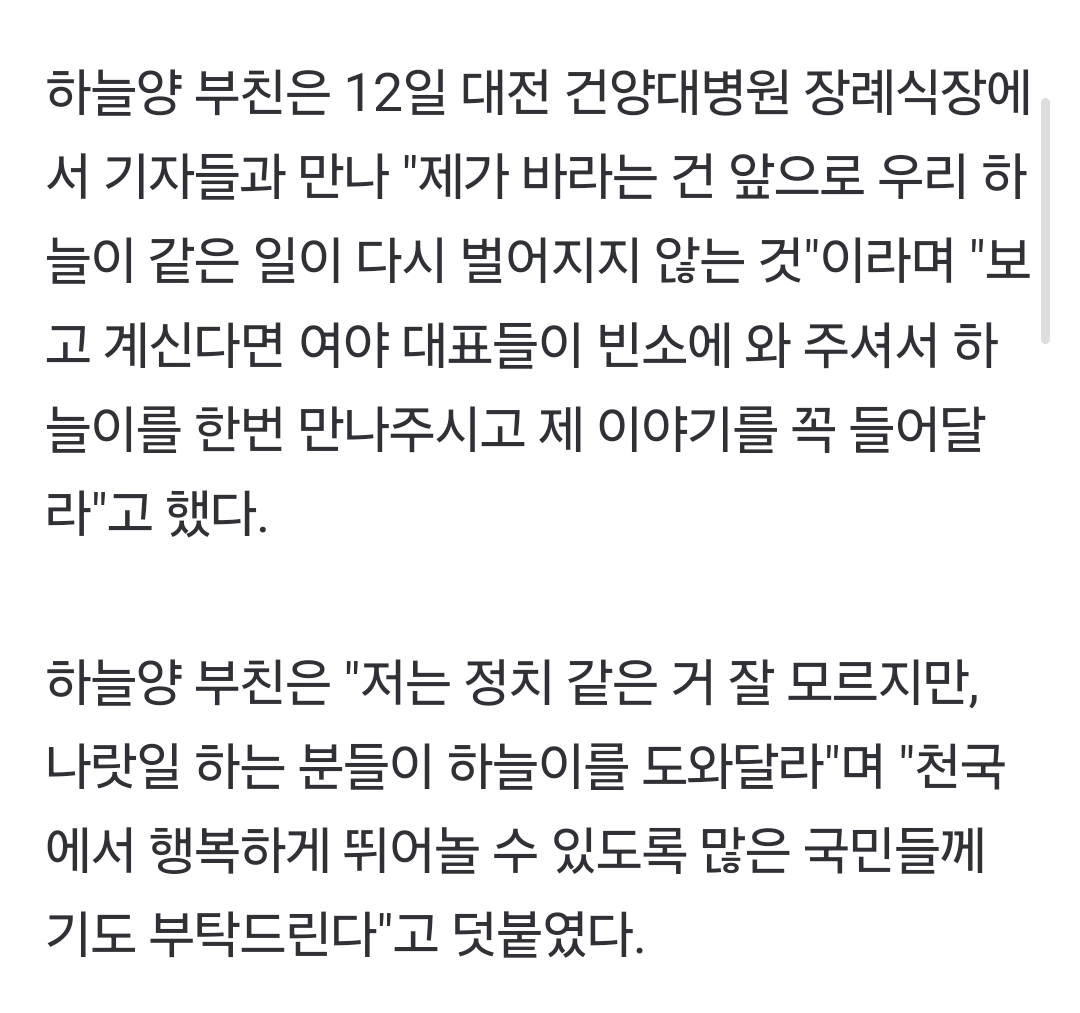 하늘양 부친은 12일 대전 건양대병원 장례식장에
서 기자들과 만나 "제가 바라는 건 앞으로 우리 하
늘이 같은 일이 다시 벌어지지 않는 것"이라며 "보
고 계신다면 여야 대표들이 빈소에 와 주셔서 하
늘이를 한번 만나주시고 제 이야기를 꼭 들어달
라"고 했다.
하늘양 부친은 "저는 정치 같은 거 잘 모르지만,
나랏일 하는 분들이 하늘이를 도와달라"며 "천국
에서 행복하게 뛰어놀 수 있도록 많은 국민들께
기도 부탁드린다"고 덧붙였다.